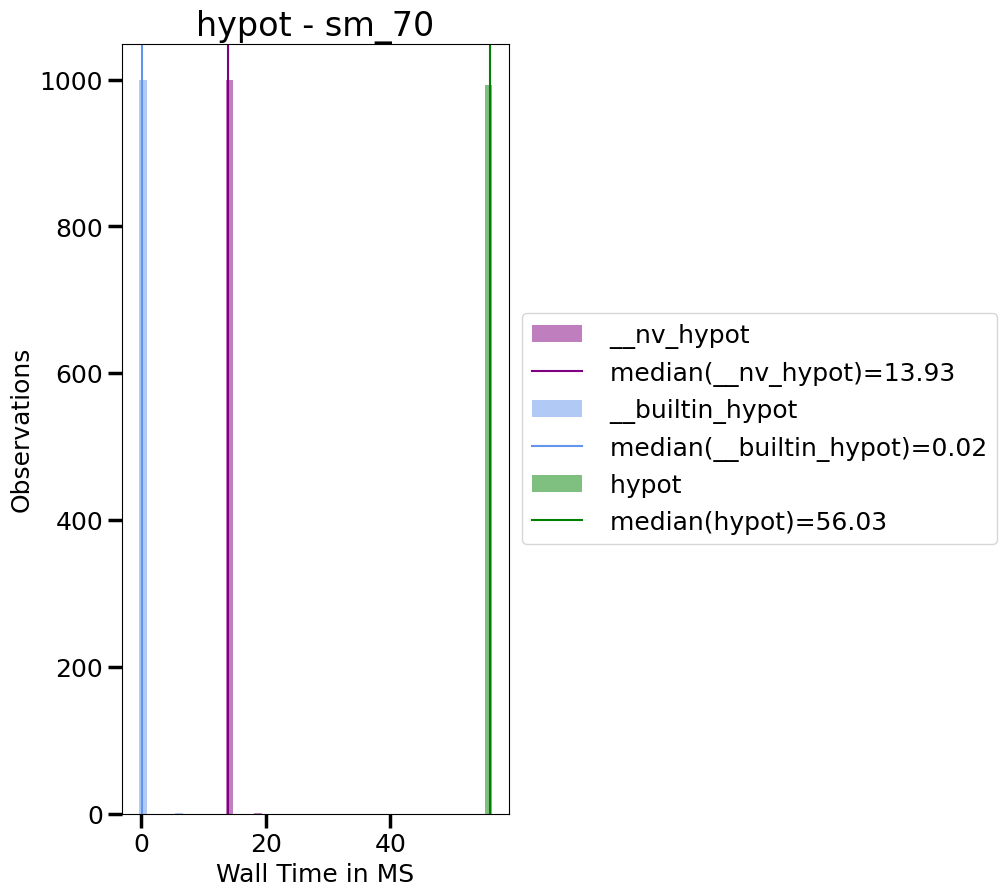 hypot - sm_70
1000
800
600
400
200
0
Observations
0 20 40
Wall Time in MS
__nv_hypot
median(__nv_hypot)=13.93
__builtin_hypot
median(__builtin_hypot)=0.02
hypot
median(hypot)=56.03